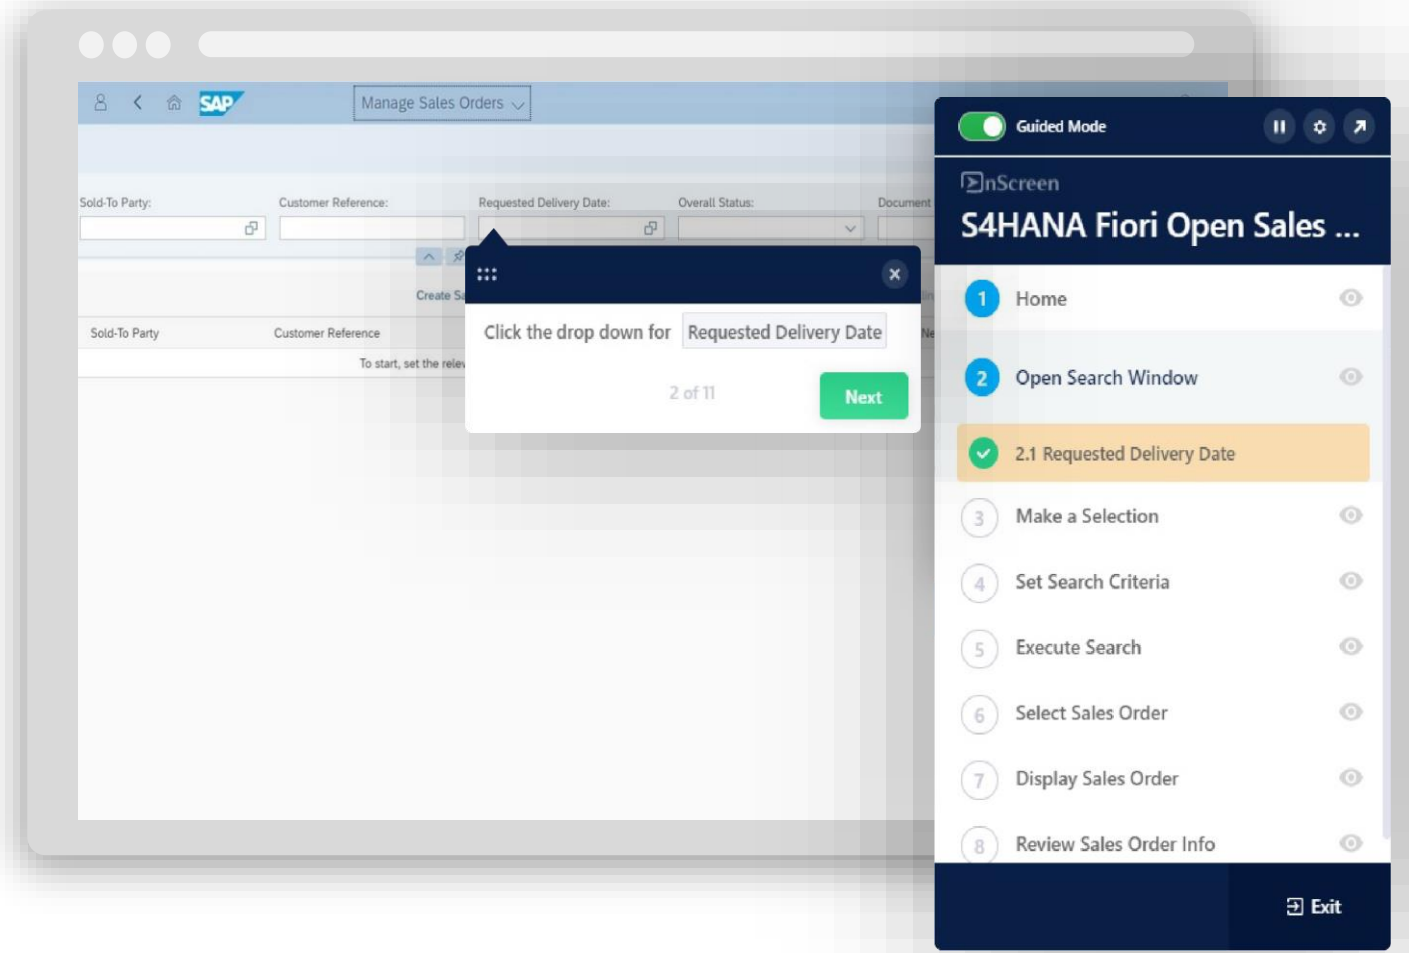 SAP
Manage Sales Orders
Sold-To Party:
Customer Reference:
Requested Delivery Date:
Overall Status:
Document
Create Sa
Sold-To Party
Customer Reference
Ne
To start, set the relev
Click the drop down for Requested Delivery Date
2 of 11
Next
Guided Mode
nScreen
S4HANA Fiori Open Sales ...
1 Home
2 Open Search Window
2.1 Requested Delivery Date
3 Make a Selection
4 Set Search Criteria
5 Execute Search
6 Select Sales Order
7 Display Sales Order
8 Review Sales Order Info
Exit